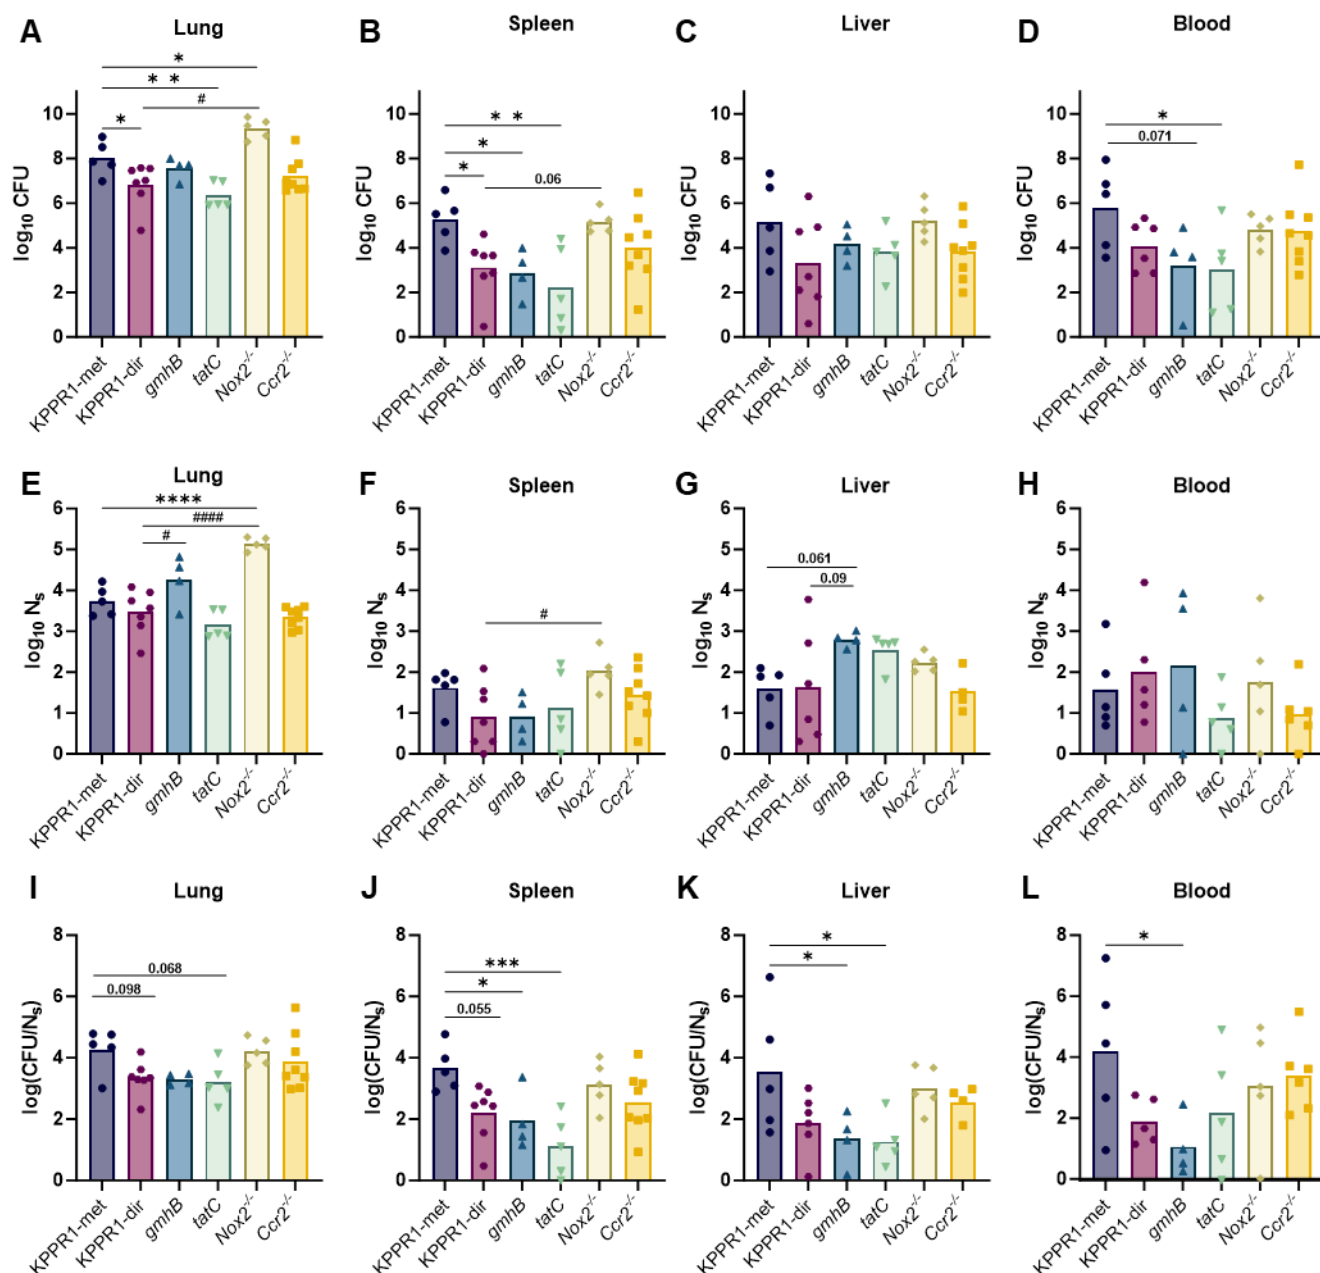 A Lung
B Spleen
C Liver
D Blood
*
* *
#
*
* *
*
*
0.06
*
0.071
log10 CFU
10
8
6
4
2
0
log10 CFU
10
8
6
4
2
0
log10 CFU
10
8
6
4
2
0
log10 CFU
10
8
6
4
2
0
KPPR1-met
KPPR1-dir
gmhB
tatC
Nox2-/-
Ccr2-/-
KPPR1-met
KPPR1-dir
gmhB
tatC
Nox2-/-
Ccr2-/-
KPPR1-met
KPPR1-dir
gmhB
tatC
Nox2-/-
Ccr2-/-
KPPR1-met
KPPR1-dir
gmhB
tatC
Nox2-/-
Ccr2-/-
E Lung
F Spleen
G Liver
H Blood
****
####
#
#
0.061
0.09
log10 Ns
6
5
4
3
2
1
0
log10 Ns
6
5
4
3
2
1
0
log10 Ns
6
5
4
3
2
1
0
log10 Ns
6
5
4
3
2
1
0
KPPR1-met
KPPR1-dir
gmhB
tatC
Nox2-/-
Ccr2-/-
KPPR1-met
KPPR1-dir
gmhB
tatC
Nox2-/-
Ccr2-/-
KPPR1-met
KPPR1-dir
gmhB
tatC
Nox2-/-
Ccr2-/-
KPPR1-met
KPPR1-dir
gmhB
tatC
Nox2-/-
Ccr2-/-
I Lung
J Spleen
K Liver
L Blood
0.068
0.098
***
*
0.055
*
*
*
log(CFU/Ns)
8
6
4
2
0
log(CFU/Ns)
8
6
4
2
0
log(CFU/Ns)
8
6
4
2
0
log(CFU/Ns)
8
6
4
2
0
KPPR1-met
KPPR1-dir
gmhB
tatC
Nox2-/-
Ccr2-/-
KPPR1-met
KPPR1-dir
gmhB
tatC
Nox2-/-
Ccr2-/-
KPPR1-met
KPPR1-dir
gmhB
tatC
Nox2-/-
Ccr2-/-
KPPR1-met
KPPR1-dir
gmhB
tatC
Nox2-/-
Ccr2-/-